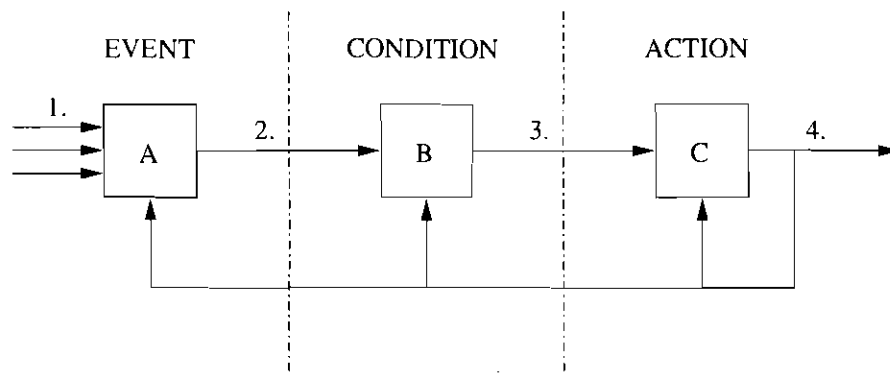 EVENT CONDITION ACTION
1. 2. 3. 4.
A B C